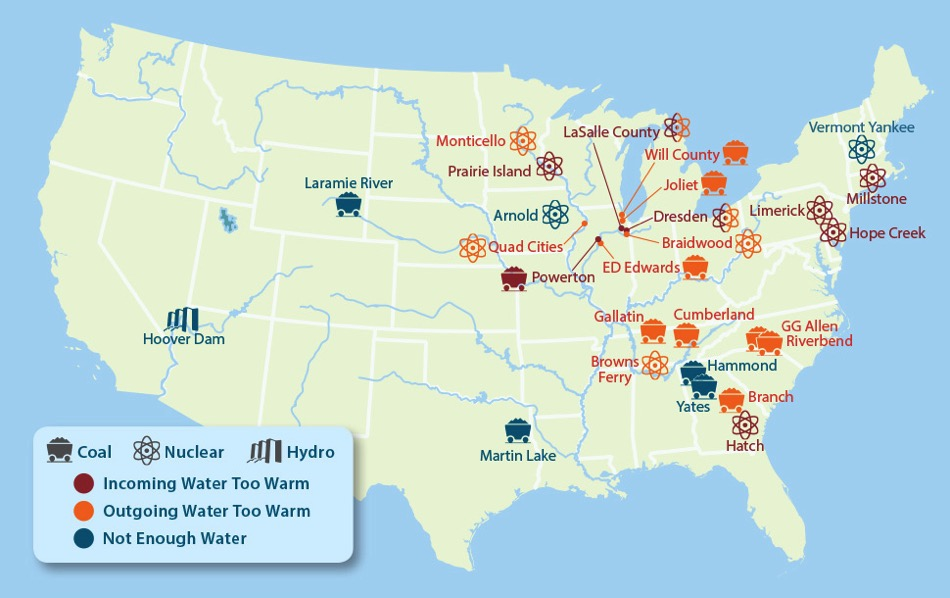 Vermont Yankee
LaSalle County
Monticello
Will County
Prairie Island
Laramie River
Joliet
Millstone
Limerick
Arnold
Dresden
Hope Creek
Quad Cities
Braidwood
ED Edwards
Powerton
Gallatin
Cumberland
GG Allen
Riverbend
Hoover Dam
Browns
Ferry
Hammond
Yates
Branch
Hatch
Martin Lake
Coal
Nuclear
Hydro
Incoming Water Too Warm
Outgoing Water Too Warm
Not Enough Water